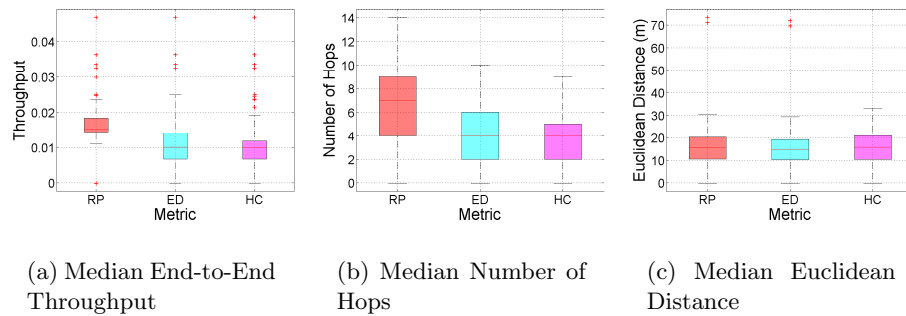 0.04
0.03
0.02
0.01
0
Throughput
RP ED HC
Metric
14
12
10
8
6
4
2
0
Number of Hops
RP ED HC
Metric
70
60
50
40
30
20
10
0
Euclidean Distance (m)
RP ED HC
Metric
(a) Median End-to-End
Throughput
(b) Median Number of
Hops
(c) Median Euclidean
Distance